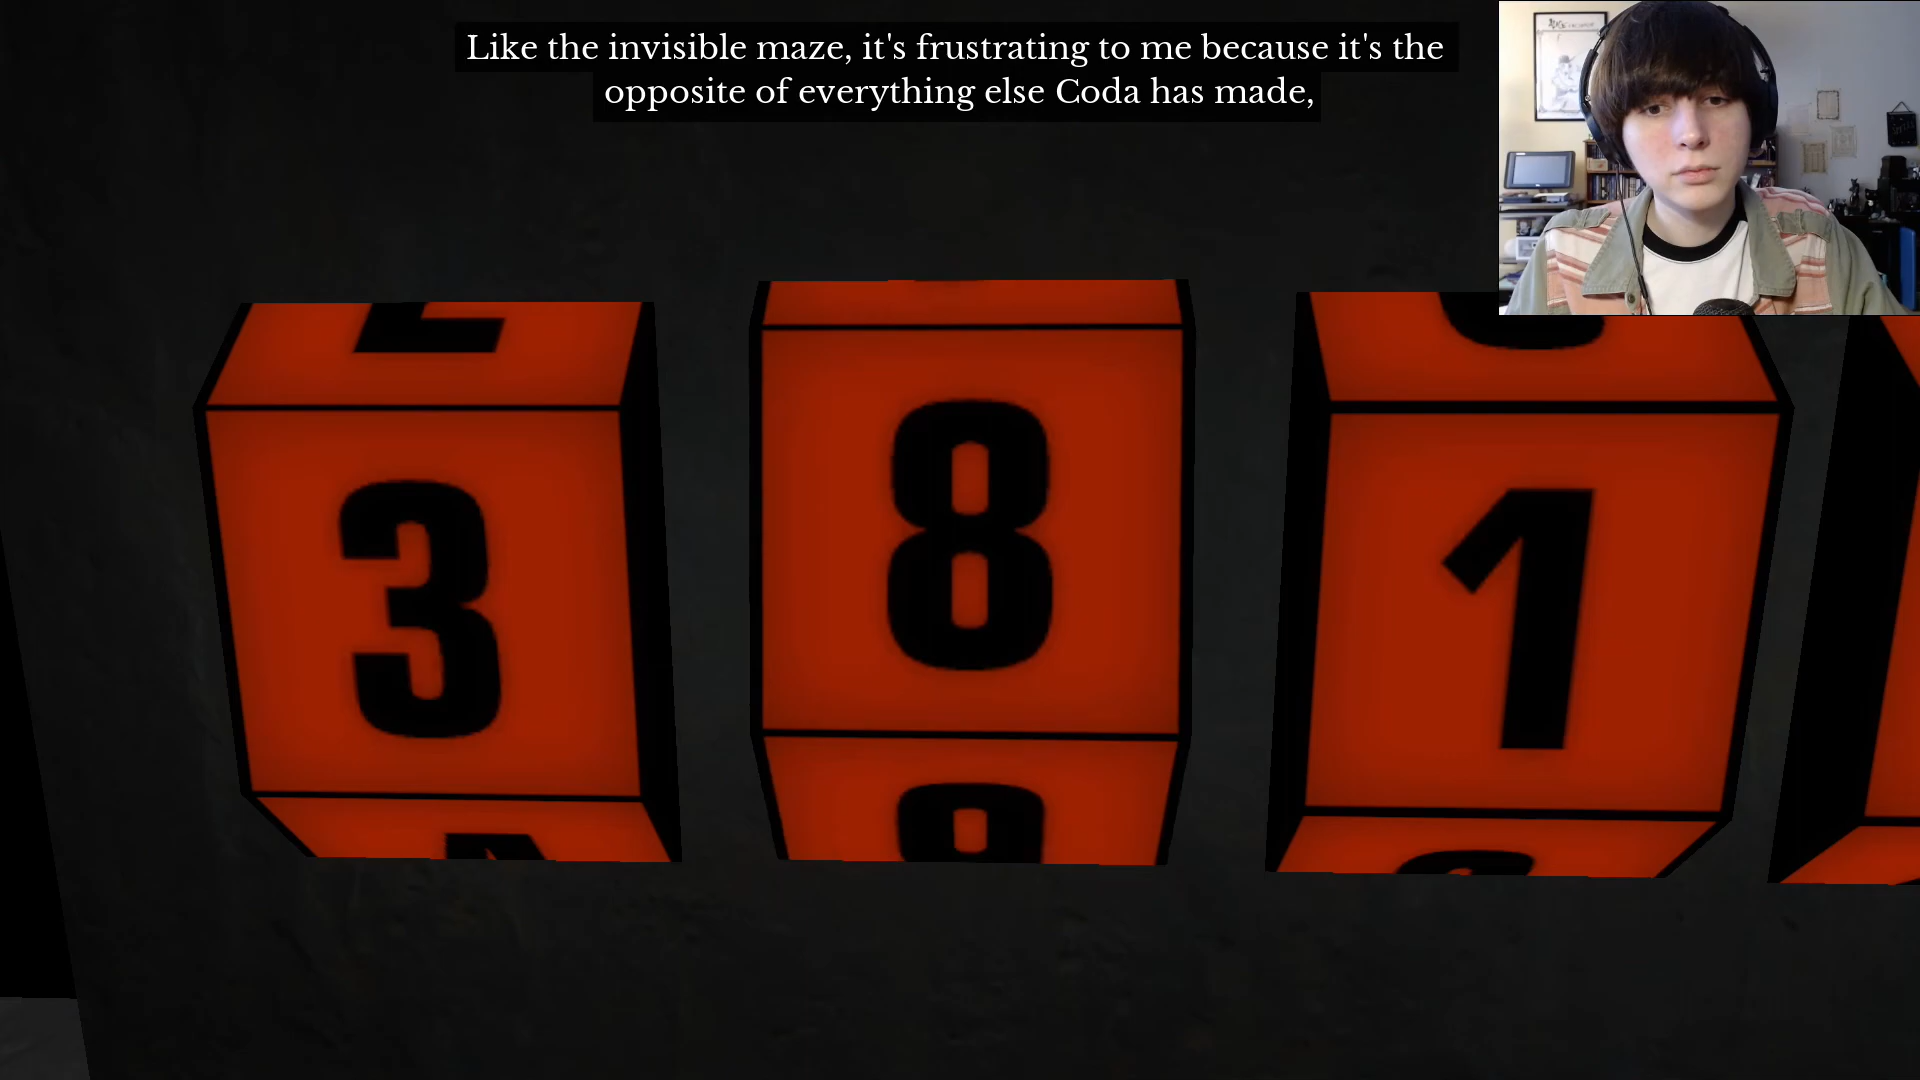 Like the invisible maze, it's frustrating to me because it's the
opposite of everything else Coda has made,
3 8 1